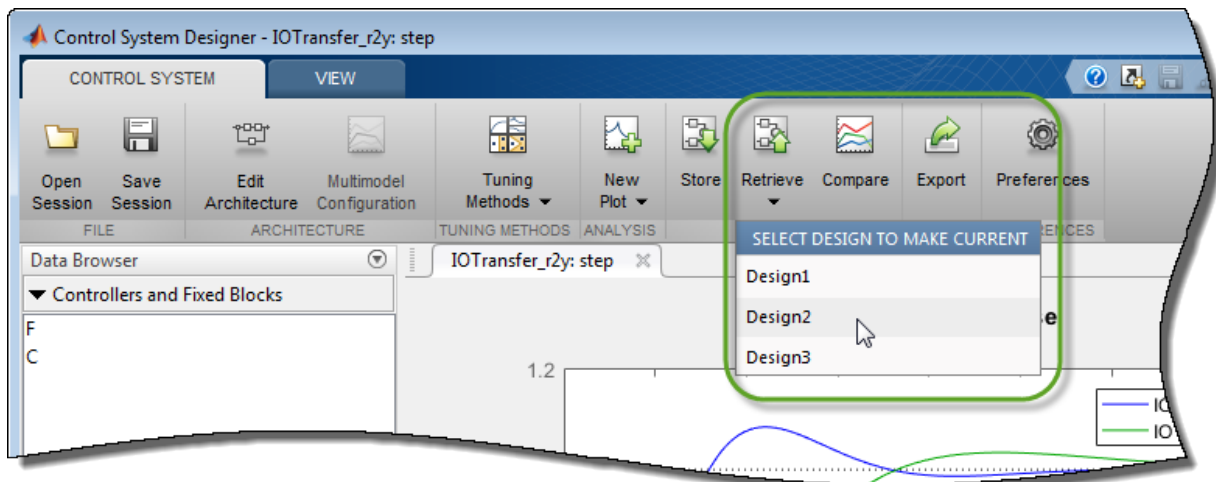 Control System Designer - IOTransfer_r2y: step
CONTROL SYSTEM
VIEW
Open Session
Save Session
Edit Architecture
Multimodel Configuration
Tuning Methods
New Plot
Store
Retrieve
Compare
Export
Preferences
FILE
ARCHITECTURE
TUNING METHODS
ANALYSIS
SELECT DESIGN TO MAKE CURRENT
Design1
Design2
Design3
Data Browser
IOTransfer_r2y: step
Controllers and Fixed Blocks
F
C
1.2
IO
IO